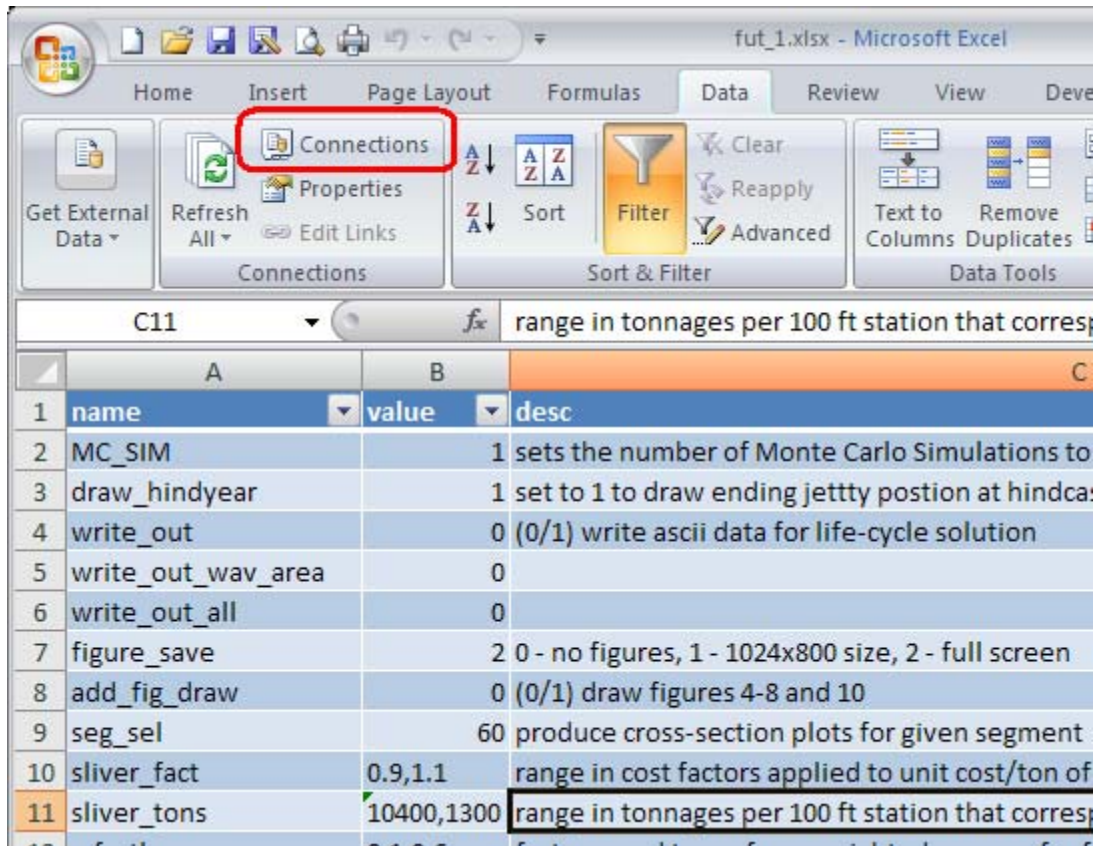 fut_1.xlsx - Microsoft Excel
Home Insert Page Layout Formulas Data Review View Deve
Get External Data
Refresh All
Connections
Properties
Edit Links
Connections
A Z
Z A
A Z Z A
Sort
Filter
Clear
Reapply
Advanced
Sort & Filter
Text to Columns
Remove Duplicates
Data Tools
C11 fx range in tonnages per 100 ft station that corresp
A B C
1 name value desc
2 MC_SIM 1 sets the number of Monte Carlo Simulations to
3 draw_hindyear 1 set to 1 to draw ending jettty postion at hindcas
4 write_out 0 (0/1) write ascii data for life-cycle solution
5 write_out_wav_area 0
6 write_out_all 0
7 figure_save 2 0 - no figures, 1 - 1024x800 size, 2 - full screen
8 add_fig_draw 0 (0/1) draw figures 4-8 and 10
9 seg_sel 60 produce cross-section plots for given segment
10 sliver_fact 0.9,1.1 range in cost factors applied to unit cost/ton of
11 sliver_tons 10400,1300 range in tonnages per 100 ft station that corresp